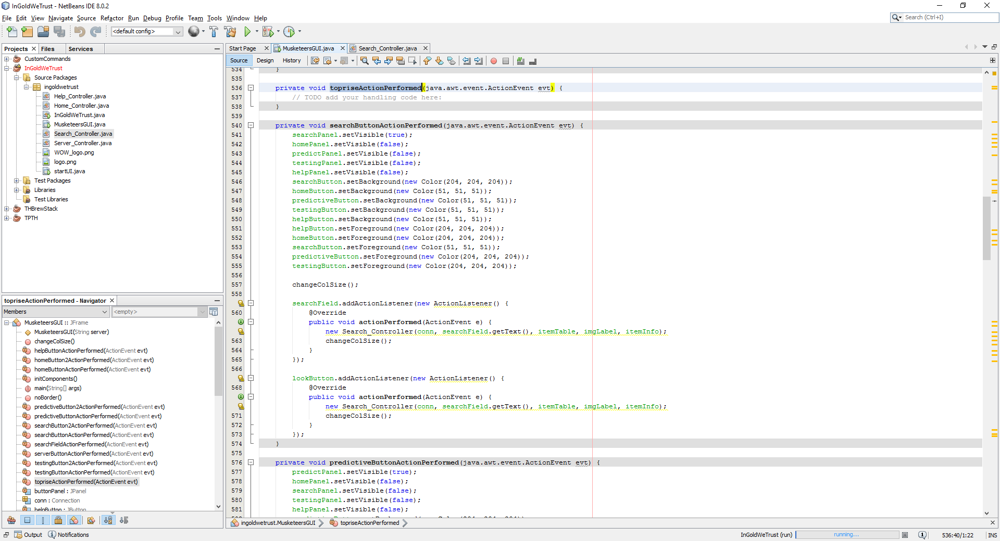 InGoldWeTrust - NetBeans IDE 8.0.2
File Edit View Navigate Source Refactor Run Debug Profile Team Tools Window Help
Search (Ctrl+I)
<default config>
Projects Files Services
CustomCommands
InGoldWeTrust
Source Packages
ingoldwetrust
Help_Controller.java
Home_Controller.java
InGoldWeTrust.java
MusketeersGUI.java
Search_Controller.java
Server_Controller.java
WOW_logo.png
logo.png
startUI.java
Test Packages
Libraries
Test Libraries
THBrewStack
TPTH
topriseActionPerformed - Navigator
Members <empty>
MusketeersGUI :: JFrame
MusketeersGUI(String server)
changeColSize()
helpButtonActionPerformed(ActionEvent evt)
homeButton2ActionPerformed(ActionEvent evt)
homeButtonActionPerformed(ActionEvent evt)
initComponents()
main(String[] args)
noBorder()
predictiveButton2ActionPerformed(ActionEvent evt)
predictiveButtonActionPerformed(ActionEvent evt)
searchButton2ActionPerformed(ActionEvent evt)
searchButtonActionPerformed(ActionEvent evt)
searchFieldActionPerformed(ActionEvent evt)
serverButtonActionPerformed(ActionEvent evt)
testingButton2ActionPerformed(ActionEvent evt)
testingButtonActionPerformed(ActionEvent evt)
topriseActionPerformed(ActionEvent evt)
buttonPanel : JPanel
conn : Connection
helpButton : JButton
Start Page MusketeersGUI.java Search_Controller.java
Source Design History
534 }
535
536 private void topriseActionPerformed(java.awt.event.ActionEvent evt) {
537 // TODO add your handling code here:
538 }
539
540 private void searchButtonActionPerformed(java.awt.event.ActionEvent evt) {
541 searchPanel.setVisible(true);
542 homePanel.setVisible(false);
543 predictPanel.setVisible(false);
544 testingPanel.setVisible(false);
545 helpPanel.setVisible(false);
546 searchButton.setBackground(new Color(204, 204, 204));
547 homeButton.setBackground(new Color(51, 51, 51));
548 predictiveButton.setBackground(new Color(51, 51, 51));
549 testingButton.setBackground(new Color(51, 51, 51));
550 helpButton.setBackground(new Color(51, 51, 51));
551 helpButton.setForeground(new Color(204, 204, 204));
552 homeButton.setForeground(new Color(204, 204, 204));
553 searchButton.setForeground(new Color(51, 51, 51));
554 predictiveButton.setForeground(new Color(204, 204, 204));
555 testingButton.setForeground(new Color(204, 204, 204));
556
557 changeColSize();
558
searchField.addActionListener(new ActionListener() {
560 @Override
public void actionPerformed(ActionEvent e) {
new Search_Controller(conn, searchField.getText(), itemTable, imgLabel, itemInfo);
563 changeColSize();
564 }
565 });
566
lookButton.addActionListener(new ActionListener() {
568 @Override
public void actionPerformed(ActionEvent e) {
new Search_Controller(conn, searchField.getText(), itemTable, imgLabel, itemInfo);
571 changeColSize();
572 }
573 });
574 }
575
576 private void predictiveButtonActionPerformed(java.awt.event.ActionEvent evt) {
577 predictPanel.setVisible(true);
578 homePanel.setVisible(false);
579 searchPanel.setVisible(false);
580 testingPanel.setVisible(false);
581 helpPanel.setVisible(false);
ingoldwetrust.MusketeersGUI topriseActionPerformed
Output Notifications
InGoldWeTrust (run) running... 1 536:40/1:22 INS